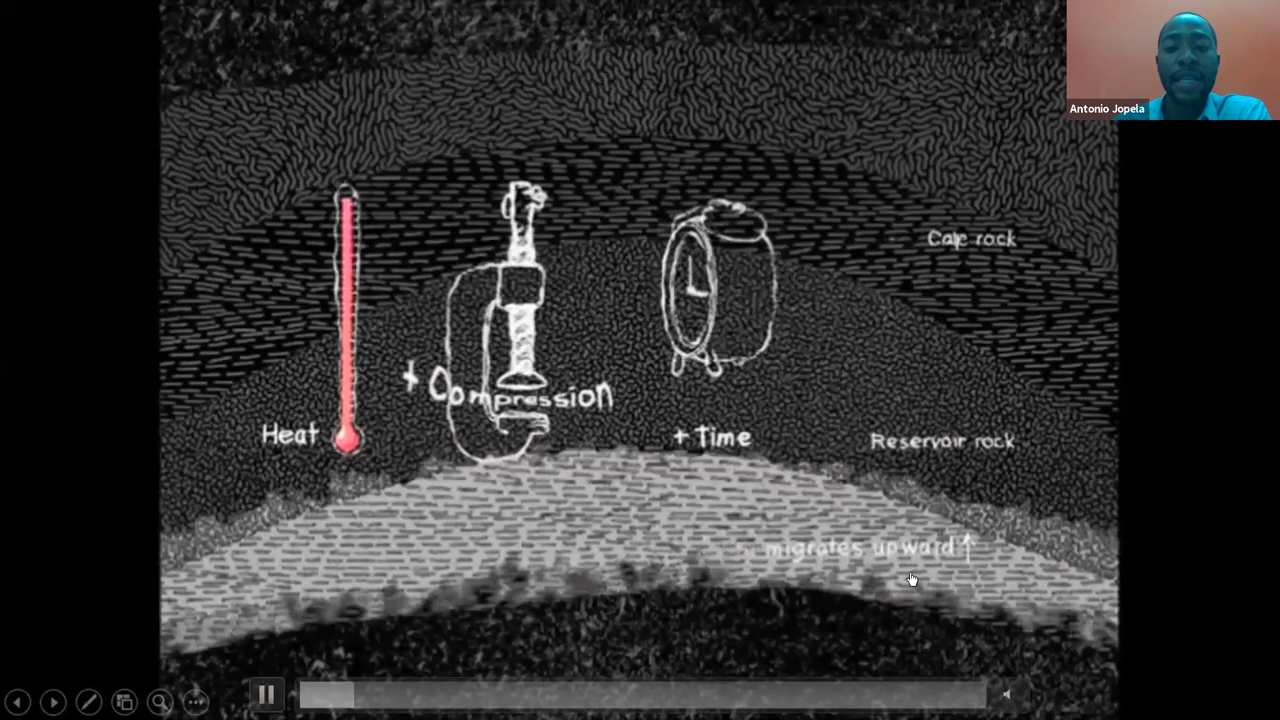 Antonio Jopela
Cap rock
+ Compression
Heat
+ Time
Reservoir rock
migrates upward ↑